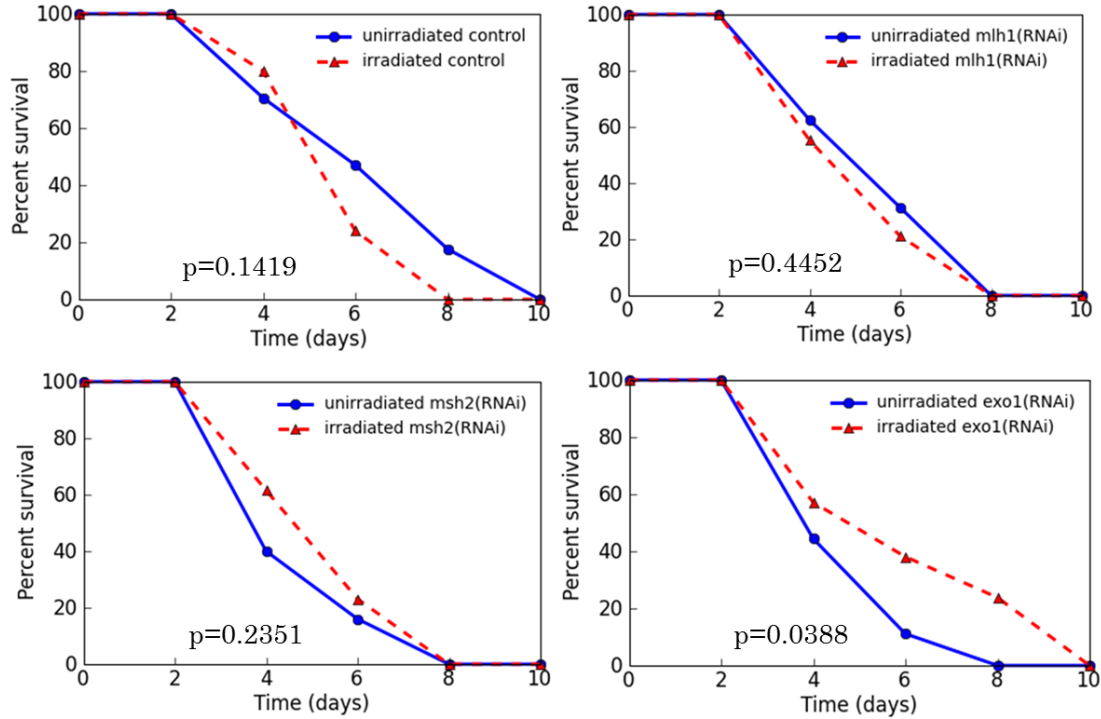 100
80
60
40
20
0
Percent survival
unirradiated control
irradiated control
p=0.1419
0 2 4 6 8 10
Time (days)
100
80
60
40
20
0
Percent survival
unirradiated mlh1(RNAi)
irradiated mlh1(RNAi)
p=0.4452
0 2 4 6 8 10
Time (days)
100
80
60
40
20
0
Percent survival
unirradiated msh2(RNAi)
irradiated msh2(RNAi)
p=0.2351
0 2 4 6 8 10
Time (days)
100
80
60
40
20
0
Percent survival
unirradiated exo1(RNAi)
irradiated exo1(RNAi)
p=0.0388
0 2 4 6 8 10
Time (days)